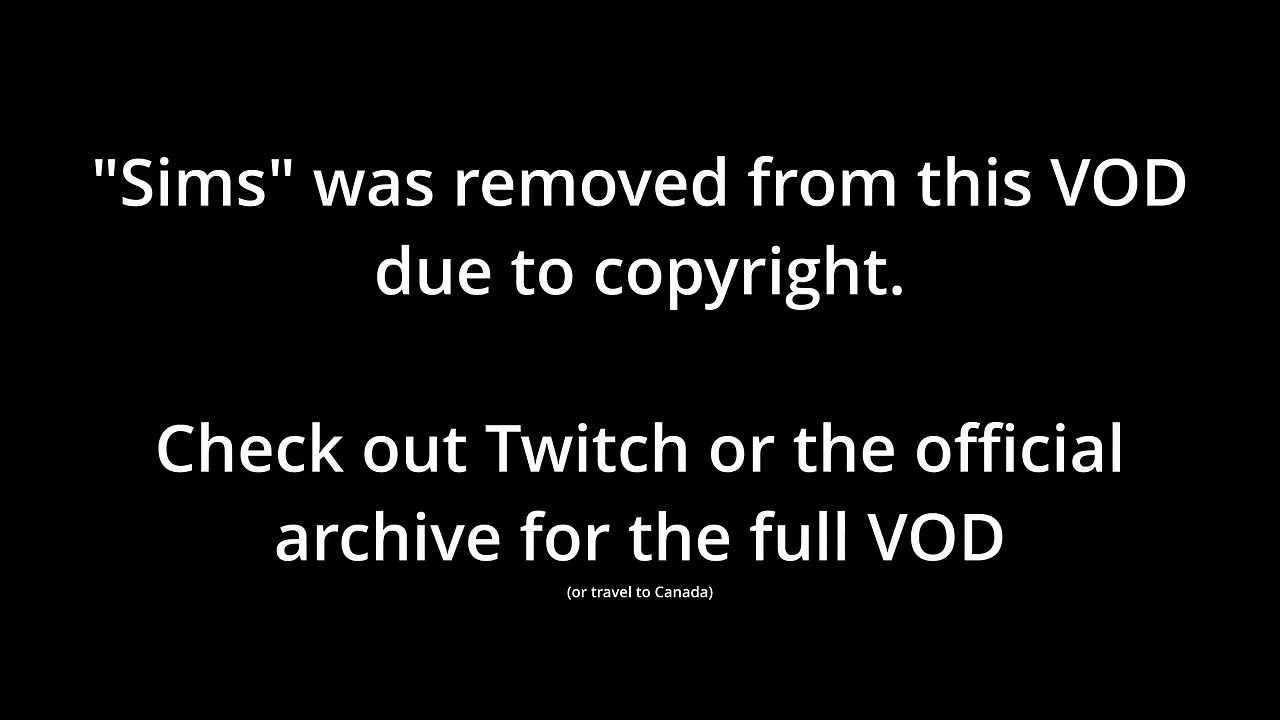 "Sims" was removed from this VOD
due to copyright.
Check out Twitch or the official
archive for the full VOD
(or travel to Canada)